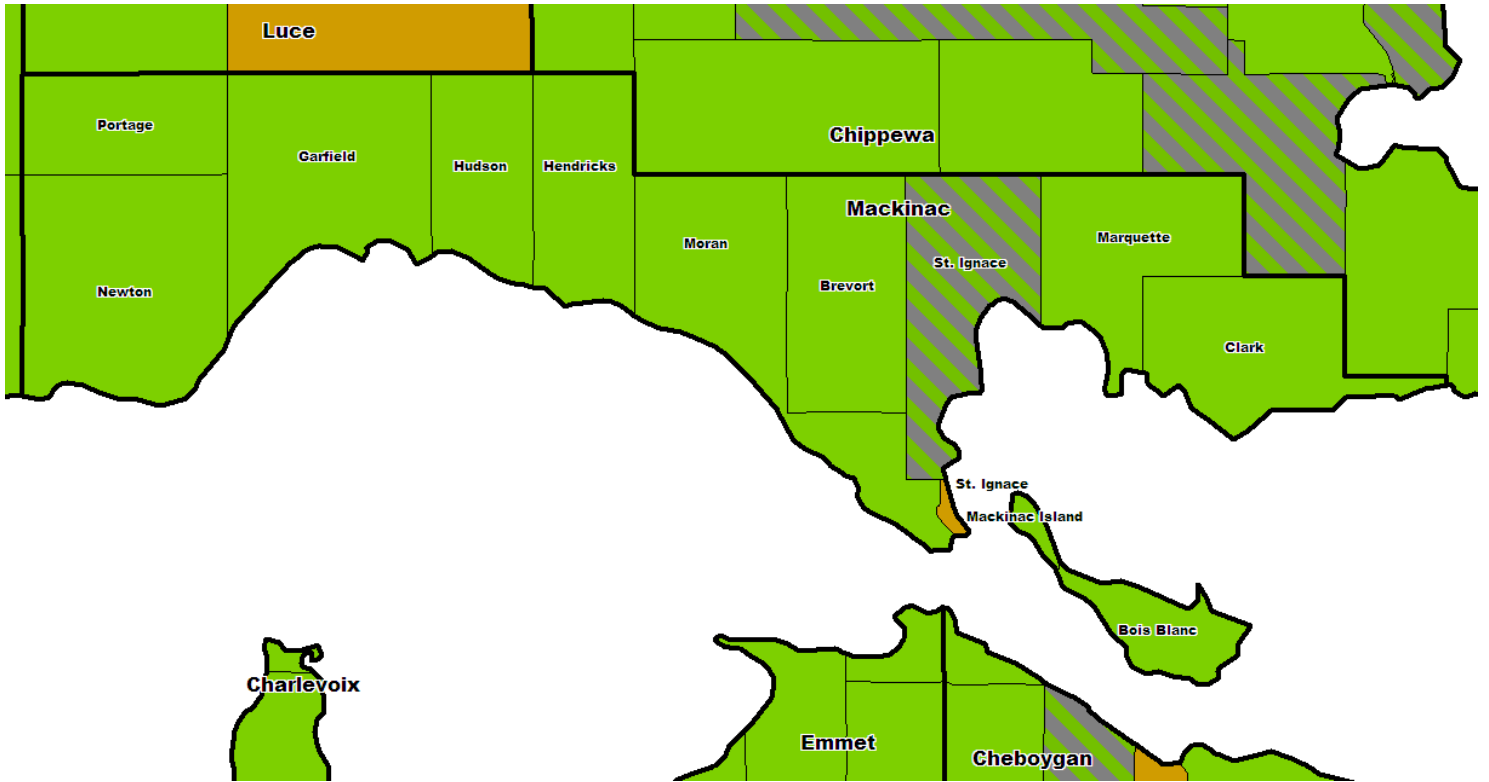 Luce
Portage
Chippewa
Garfield
Hudson
Hendricks
Mackinac
Marquette
Moran
St. Ignace
Brevort
Newton
Clark
St. Ignace
Mackinac Island
Bois Blanc
Charlevoix
Emmet
Cheboygan